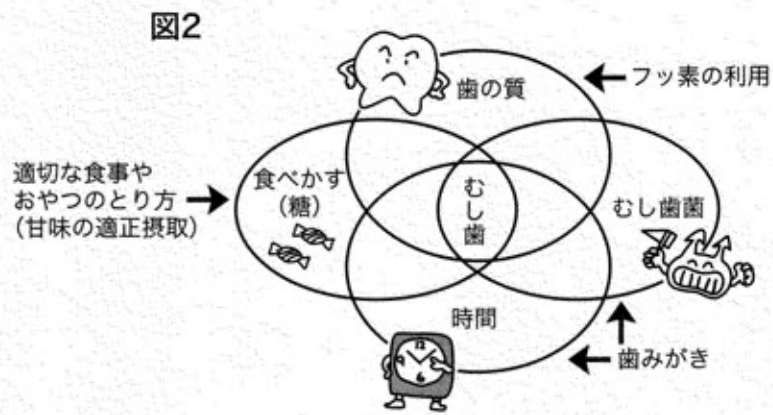 図2
歯の質
フッ素の利用
適切な食事や
おやつのとり方
(甘味の適正摂取)
食べかす
(糖)
むし歯
むし歯菌
時間
12
歯みがき